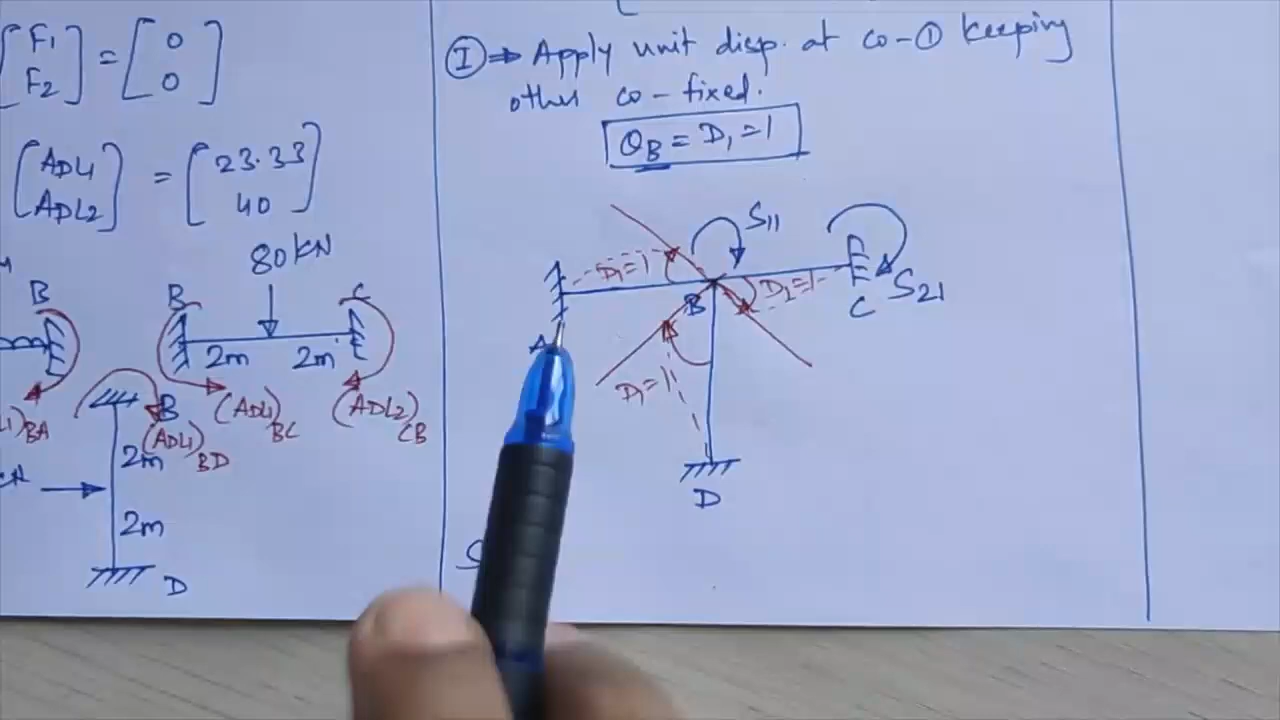 [F1
F2] = [0
0]
[ADL1
ADL2] = [23.33
40]
80 kN
B
B
C
2m 2m
(ADL1)BC
(ADL2)CB
BA
B
(ADL1)BD
2m
2m
D
I ⇒ Apply unit disp. at co-① keeping
other co-fixed.
θB = D1 = 1
S11
D1=1
D2=1
B
C
S21
A
D1=1
D
S